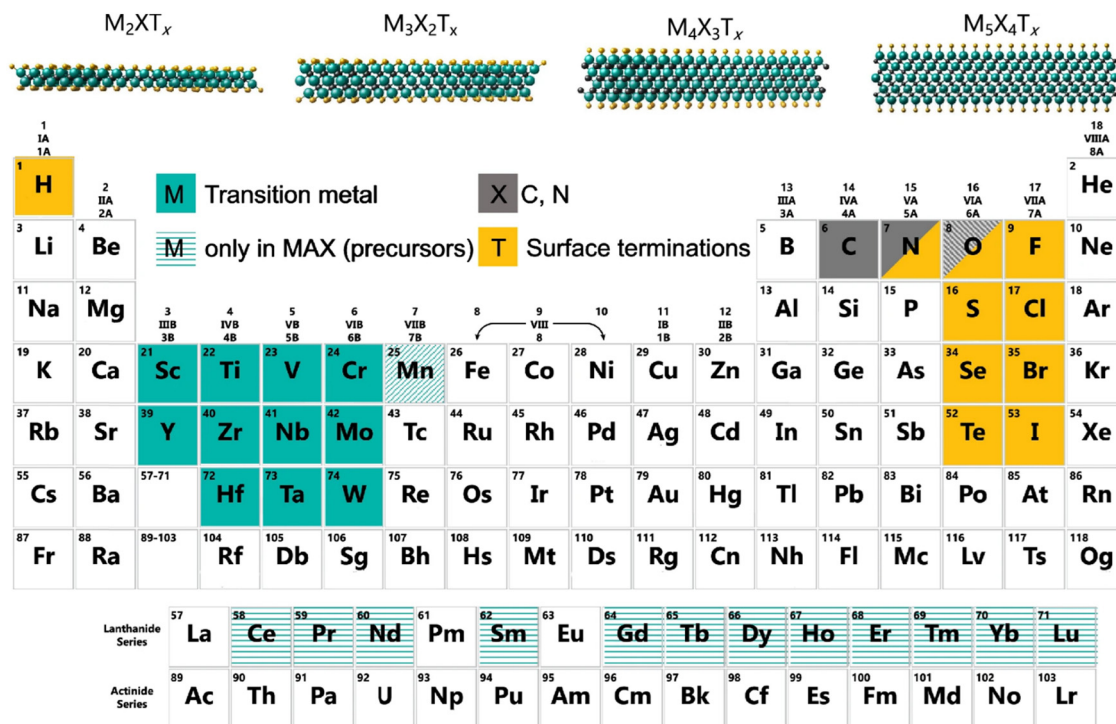 M₂XTₓ M₃X₂Tₓ M₄X₃Tₓ M₅X₄Tₓ
1 18
IA VIIIA
1A 8A
1 H 2 He
2 13 14 15 16 17
IIA IIIA IVA VA VIA VIIA
2A 3A 4A 5A 6A 7A
M Transition metal X C, N
M only in MAX (precursors) T Surface terminations
3 Li 4 Be 5 B 6 C 7 N 8 O 9 F 10 Ne
11 Na 12 Mg 13 Al 14 Si 15 P 16 S 17 Cl 18 Ar
3 4 5 6 7 8 9 10 11 12
IIIB IVB VB VIB VIIB VIII IB IIB
3B 4B 5B 6B 7B 8 1B 2B
19 K 20 Ca 21 Sc 22 Ti 23 V 24 Cr 25 Mn 26 Fe 27 Co 28 Ni 29 Cu 30 Zn 31 Ga 32 Ge 33 As 34 Se 35 Br 36 Kr
37 Rb 38 Sr 39 Y 40 Zr 41 Nb 42 Mo 43 Tc 44 Ru 45 Rh 46 Pd 47 Ag 48 Cd 49 In 50 Sn 51 Sb 52 Te 53 I 54 Xe
55 Cs 56 Ba 57-71 72 Hf 73 Ta 74 W 75 Re 76 Os 77 Ir 78 Pt 79 Au 80 Hg 81 Tl 82 Pb 83 Bi 84 Po 85 At 86 Rn
87 Fr 88 Ra 89-103 104 Rf 105 Db 106 Sg 107 Bh 108 Hs 109 Mt 110 Ds 111 Rg 112 Cn 113 Nh 114 Fl 115 Mc 116 Lv 117 Ts 118 Og
Lanthanide
Series
57 La 58 Ce 59 Pr 60 Nd 61 Pm 62 Sm 63 Eu 64 Gd 65 Tb 66 Dy 67 Ho 68 Er 69 Tm 70 Yb 71 Lu
Actinide
Series
89 Ac 90 Th 91 Pa 92 U 93 Np 94 Pu 95 Am 96 Cm 97 Bk 98 Cf 99 Es 100 Fm 101 Md 102 No 103 Lr